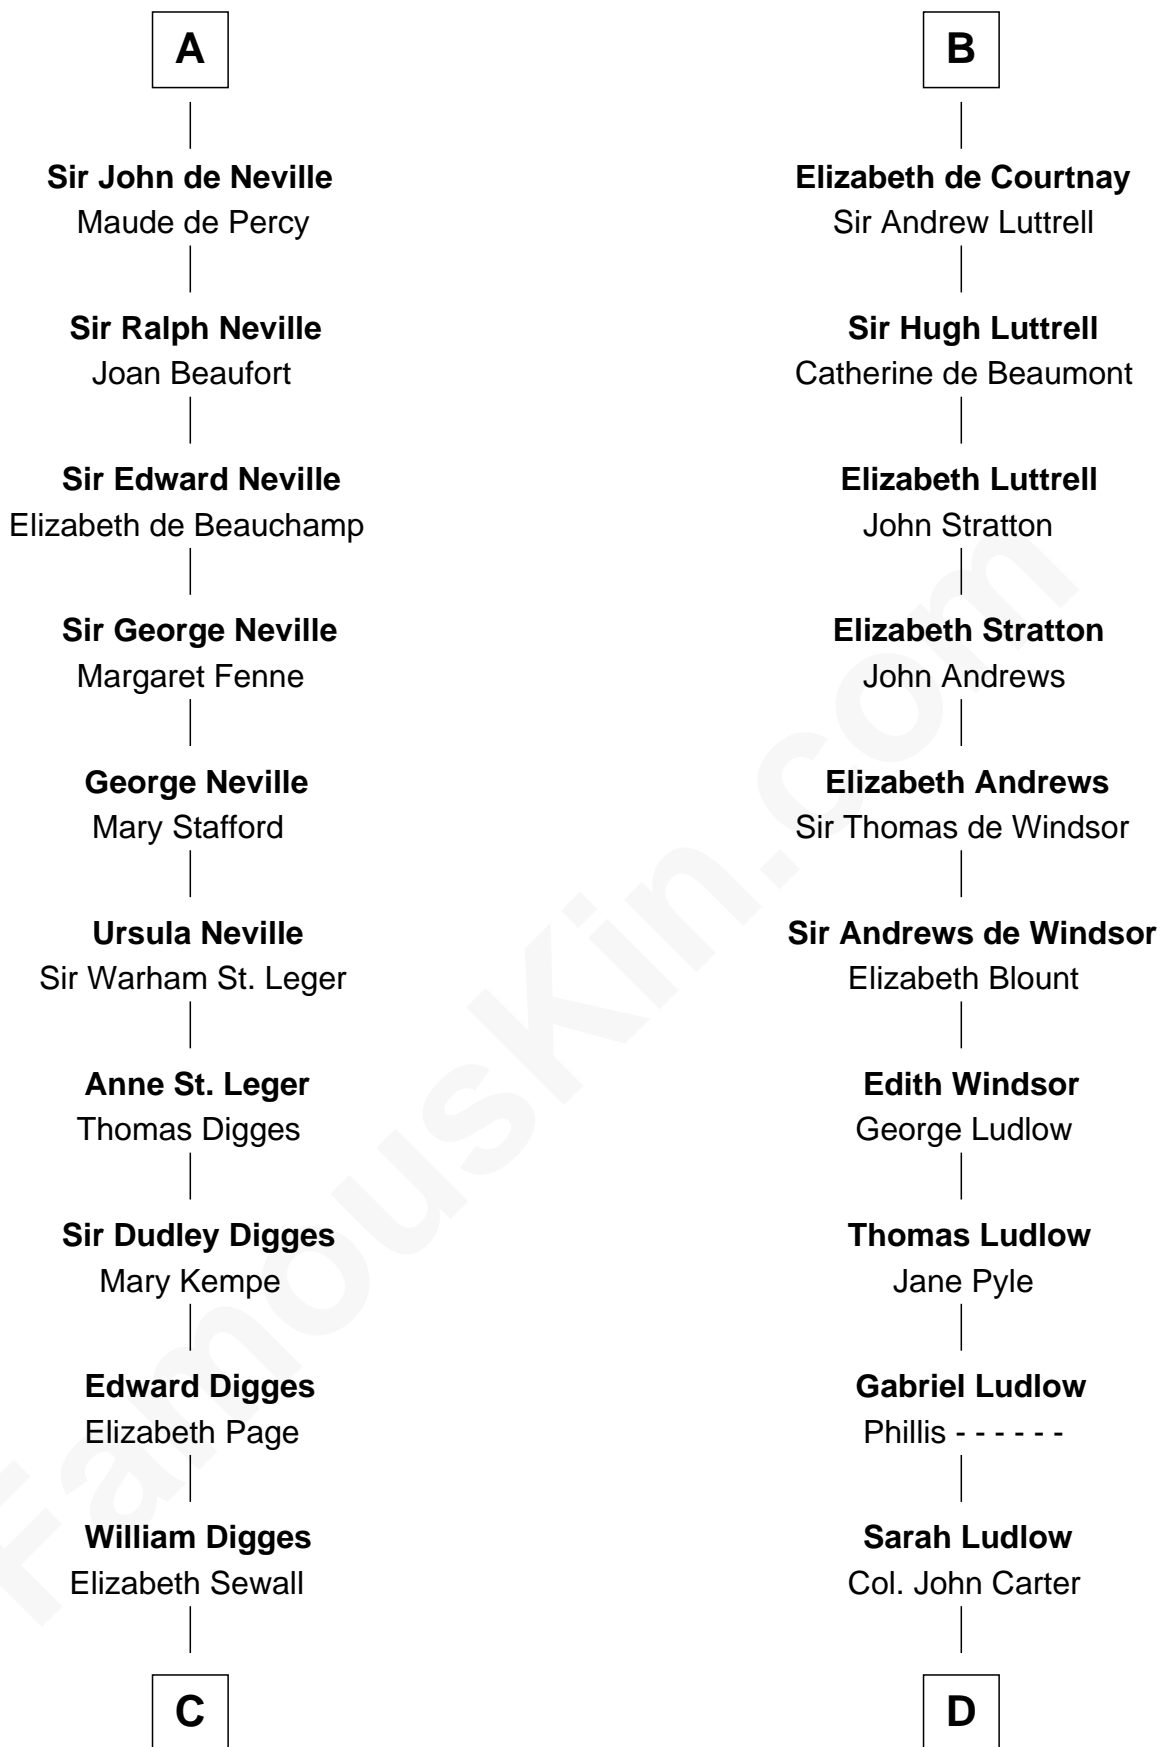 A
Sir John de Neville
Maude de Percy
Sir Ralph Neville
Joan Beaufort
Sir Edward Neville
Elizabeth de Beauchamp
Sir George Neville
Margaret Fenne
George Neville
Mary Stafford
Ursula Neville
Sir Warham St. Leger
Anne St. Leger
Thomas Digges
Sir Dudley Digges
Mary Kempe
Edward Digges
Elizabeth Page
William Digges
Elizabeth Sewall
C
B
Elizabeth de Courtnay
Sir Andrew Luttrell
Sir Hugh Luttrell
Catherine de Beaumont
Elizabeth Luttrell
John Stratton
Elizabeth Stratton
John Andrews
Elizabeth Andrews
Sir Thomas de Windsor
Sir Andrews de Windsor
Elizabeth Blount
Edith Windsor
George Ludlow
Thomas Ludlow
Jane Pyle
Gabriel Ludlow
Phillis - - - - - -
Sarah Ludlow
Col. John Carter
D
FamousKin.com